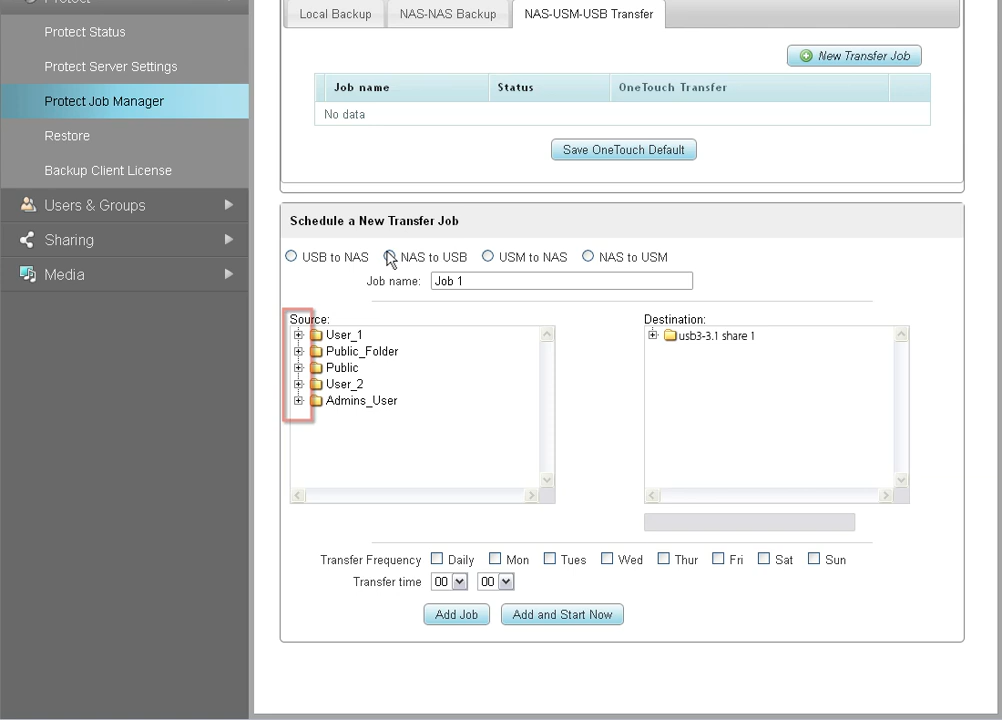 Protect
Local Backup NAS-NAS Backup NAS-USM-USB Transfer
Protect Status
New Transfer Job
Protect Server Settings
Job name Status OneTouch Transfer
Protect Job Manager
No data
Restore
Save OneTouch Default
Backup Client License
Users & Groups
Schedule a New Transfer Job
Sharing
USB to NAS NAS to USB USM to NAS NAS to USM
Media
Job name: Job 1
Source: Destination:
User_1 usb3-3.1 share 1
Public_Folder
Public
User_2
Admins_User
Transfer Frequency Daily Mon Tues Wed Thur Fri Sat Sun
Transfer time 00 00
Add Job Add and Start Now